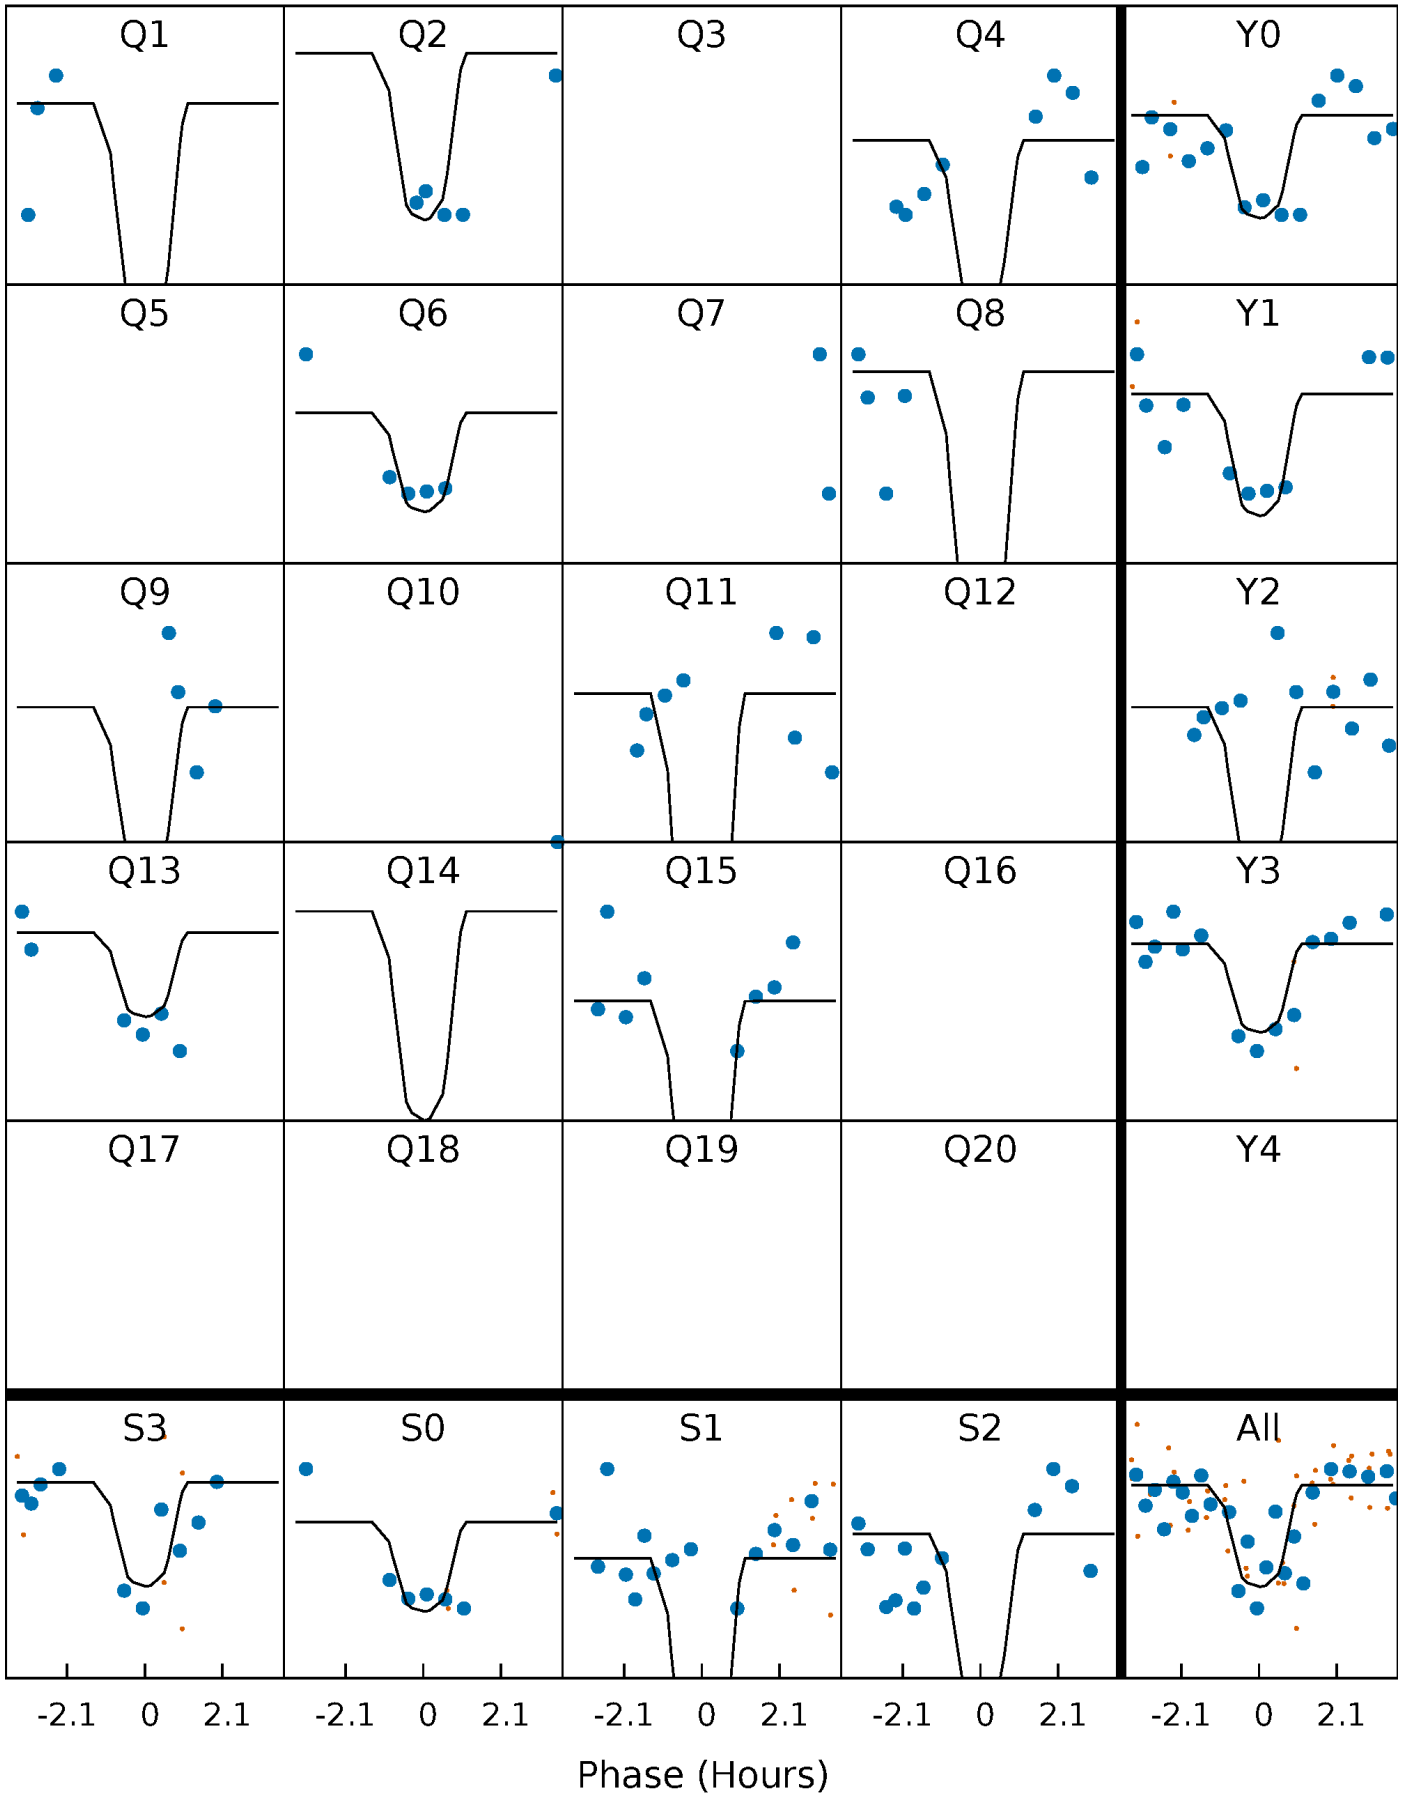 Q1 Q2 Q3 Q4 Y0
Q5 Q6 Q7 Q8 Y1
Q9 Q10 Q11 Q12 Y2
Q13 Q14 Q15 Q16 Y3
Q17 Q18 Q19 Q20 Y4
S3 S0 S1 S2 All
-2.1 0 2.1 -2.1 0 2.1 -2.1 0 2.1 -2.1 0 2.1 -2.1 0 2.1
Phase (Hours)